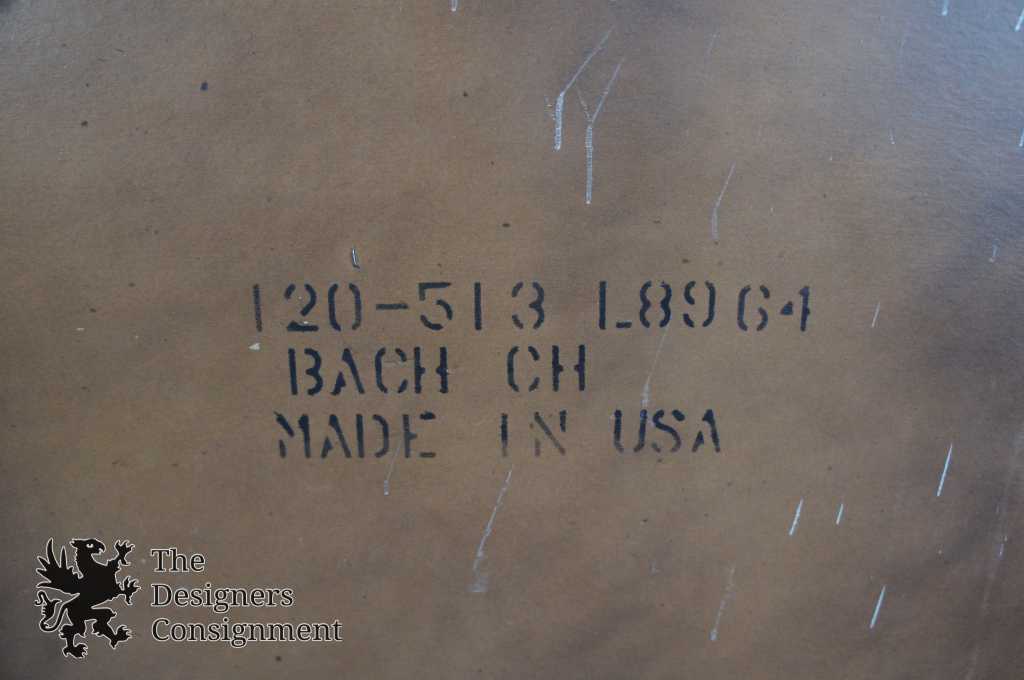 120-513 L8964
BACH CH
MADE IN USA
The
Designers
Consignment